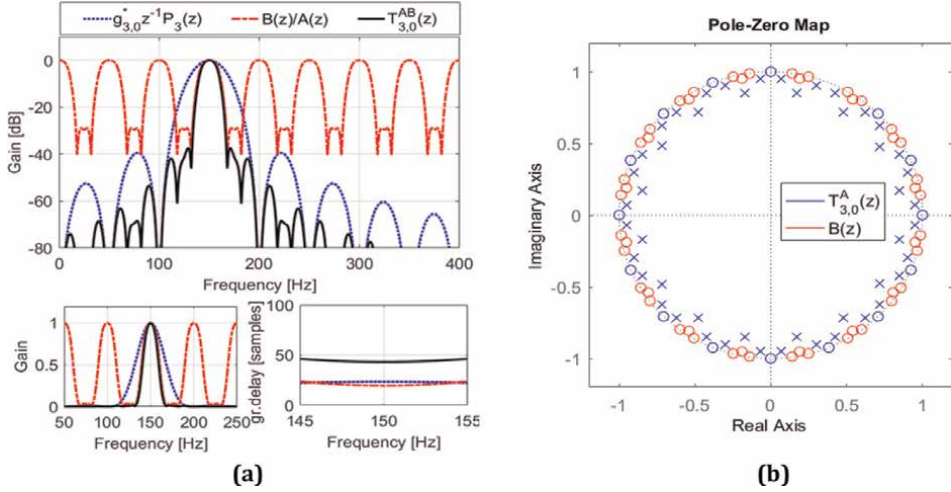 g*3,0 z-1P3(z) B(z)/A(z) TAB3,0(z)
Gain [dB]
0
-20
-40
-60
-80
0 100 200 300 400
Frequency [Hz]
Gain
1
0.5
0
50 100 150 200 250
Frequency [Hz]
gr.delay [samples]
100
50
0
145 150 155
Frequency [Hz]
(a)
Pole-Zero Map
Imaginary Axis
1
0.5
0
-0.5
-1
TA3,0(z)
B(z)
-1 -0.5 0 0.5 1
Real Axis
(b)